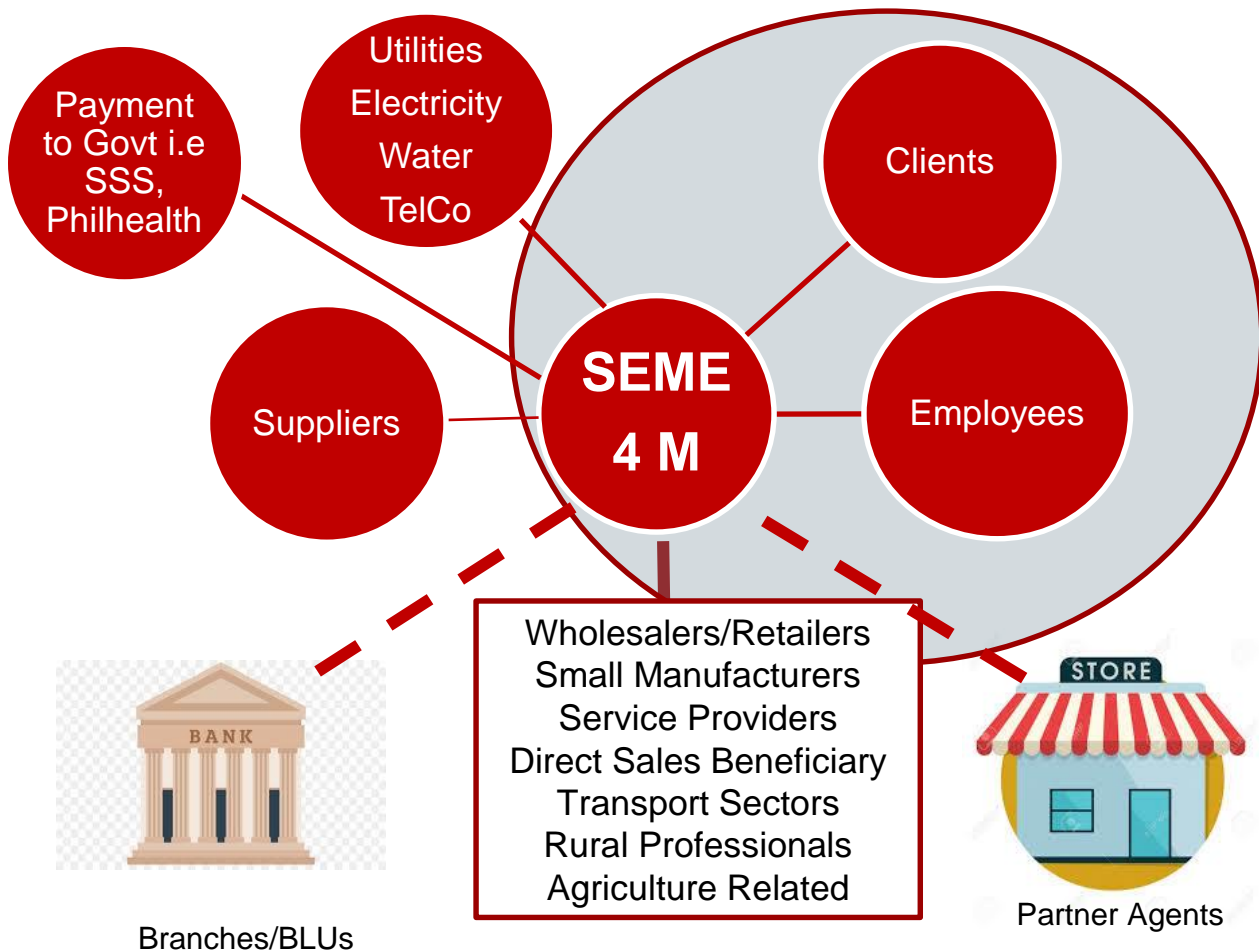 Payment
to Govt i.e
SSS,
Philhealth
Utilities
Electricity
Water
TelCo
Clients
Suppliers
SEME
4 M
Employees
Wholesalers/Retailers
Small Manufacturers
Service Providers
Direct Sales Beneficiary
Transport Sectors
Rural Professionals
Agriculture Related
BANK
Branches/BLUs
STORE
Partner Agents